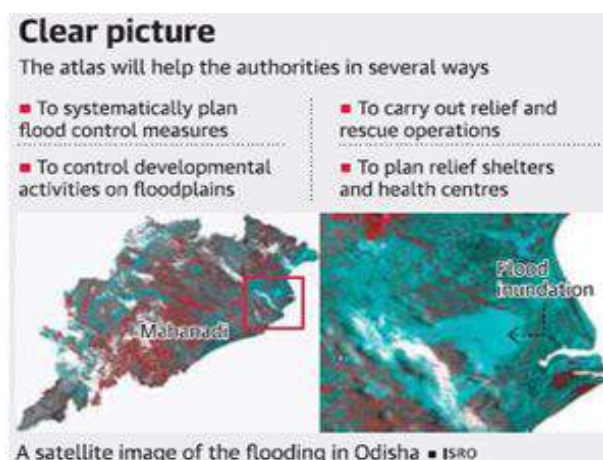 Clear picture
The atlas will help the authorities in several ways
▪ To systematically plan
flood control measures
▪ To carry out relief and
rescue operations
▪ To control developmental
activities on floodplains
▪ To plan relief shelters
and health centres
Mahanadi
Flood
inundation
A satellite image of the flooding in Odisha ▪ ISRO